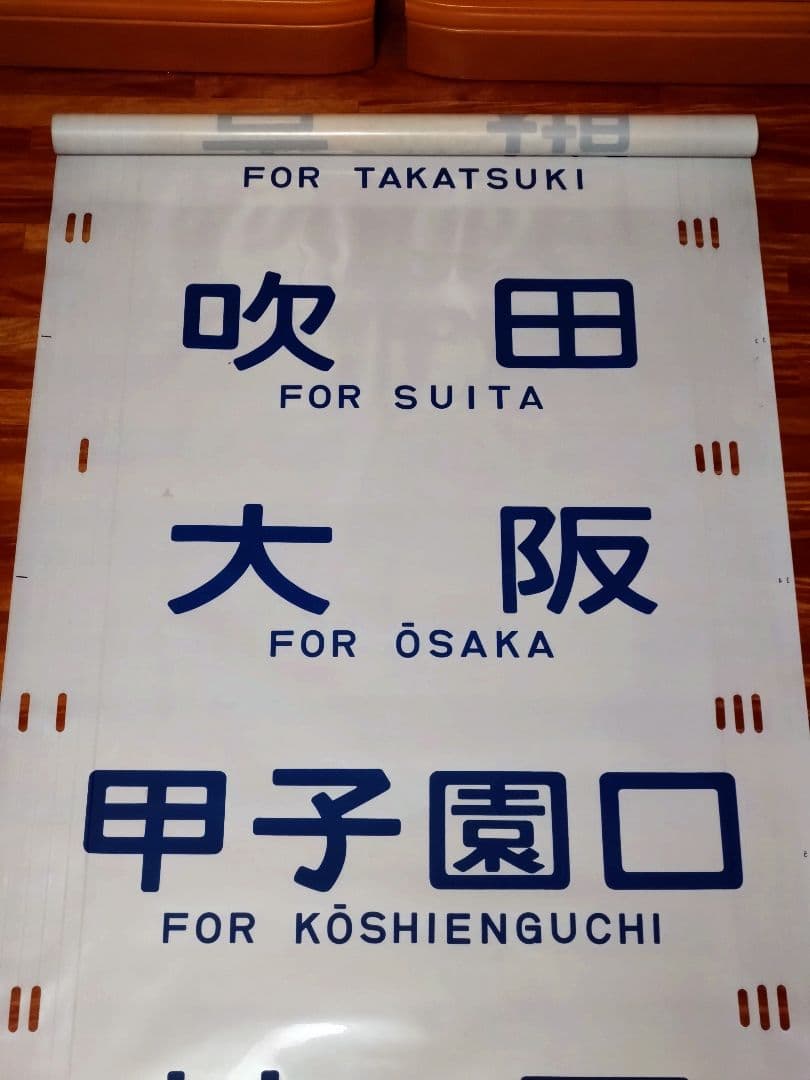 FOR TAKATSUKI
吹田
FOR SUITA
大阪
FOR ŌSAKA
甲子園口
FOR KŌSHIENGUCHI